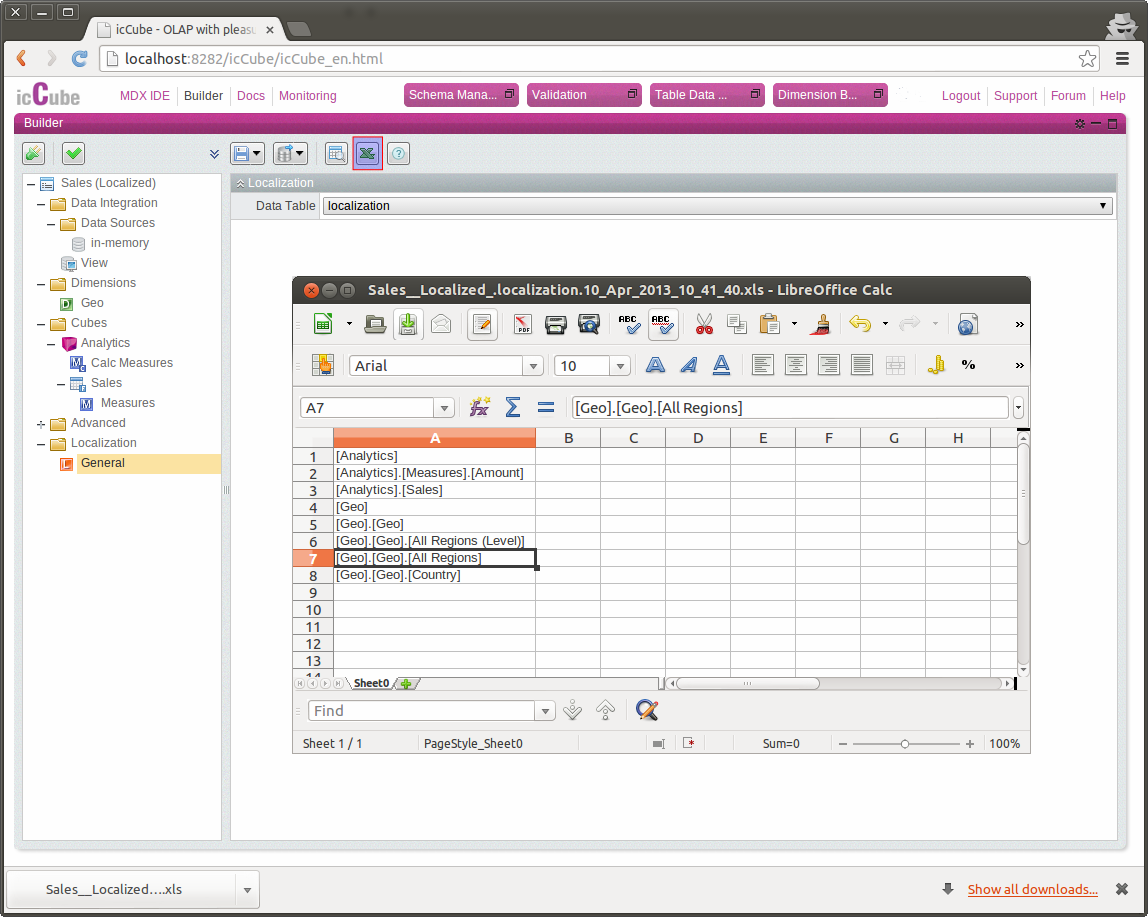 icCube - OLAP with pleasu
localhost:8282/icCube/icCube_en.html
icCube
MDX IDE Builder Docs Monitoring
Schema Mana... Validation Table Data ... Dimension B...
Logout Support Forum Help
Builder
Sales (Localized)
Data Integration
Data Sources
in-memory
View
Dimensions
Geo
Cubes
Analytics
Calc Measures
Sales
Measures
Advanced
Localization
General
Localization
Data Table localization
Sales__Localized_.localization.10_Apr_2013_10_41_40.xls - LibreOffice Calc
PDF ABC ABC
Arial 10 %
A7 [Geo].[Geo].[All Regions]
A B C D E F G H
1 [Analytics]
2 [Analytics].[Measures].[Amount]
3 [Analytics].[Sales]
4 [Geo]
5 [Geo].[Geo]
6 [Geo].[Geo].[All Regions (Level)]
7 [Geo].[Geo].[All Regions]
8 [Geo].[Geo].[Country]
9
10
11
12
13
14
Sheet0
Find
Sheet 1 / 1 PageStyle_Sheet0 Sum=0 100%
Sales__Localized....xls
Show all downloads...